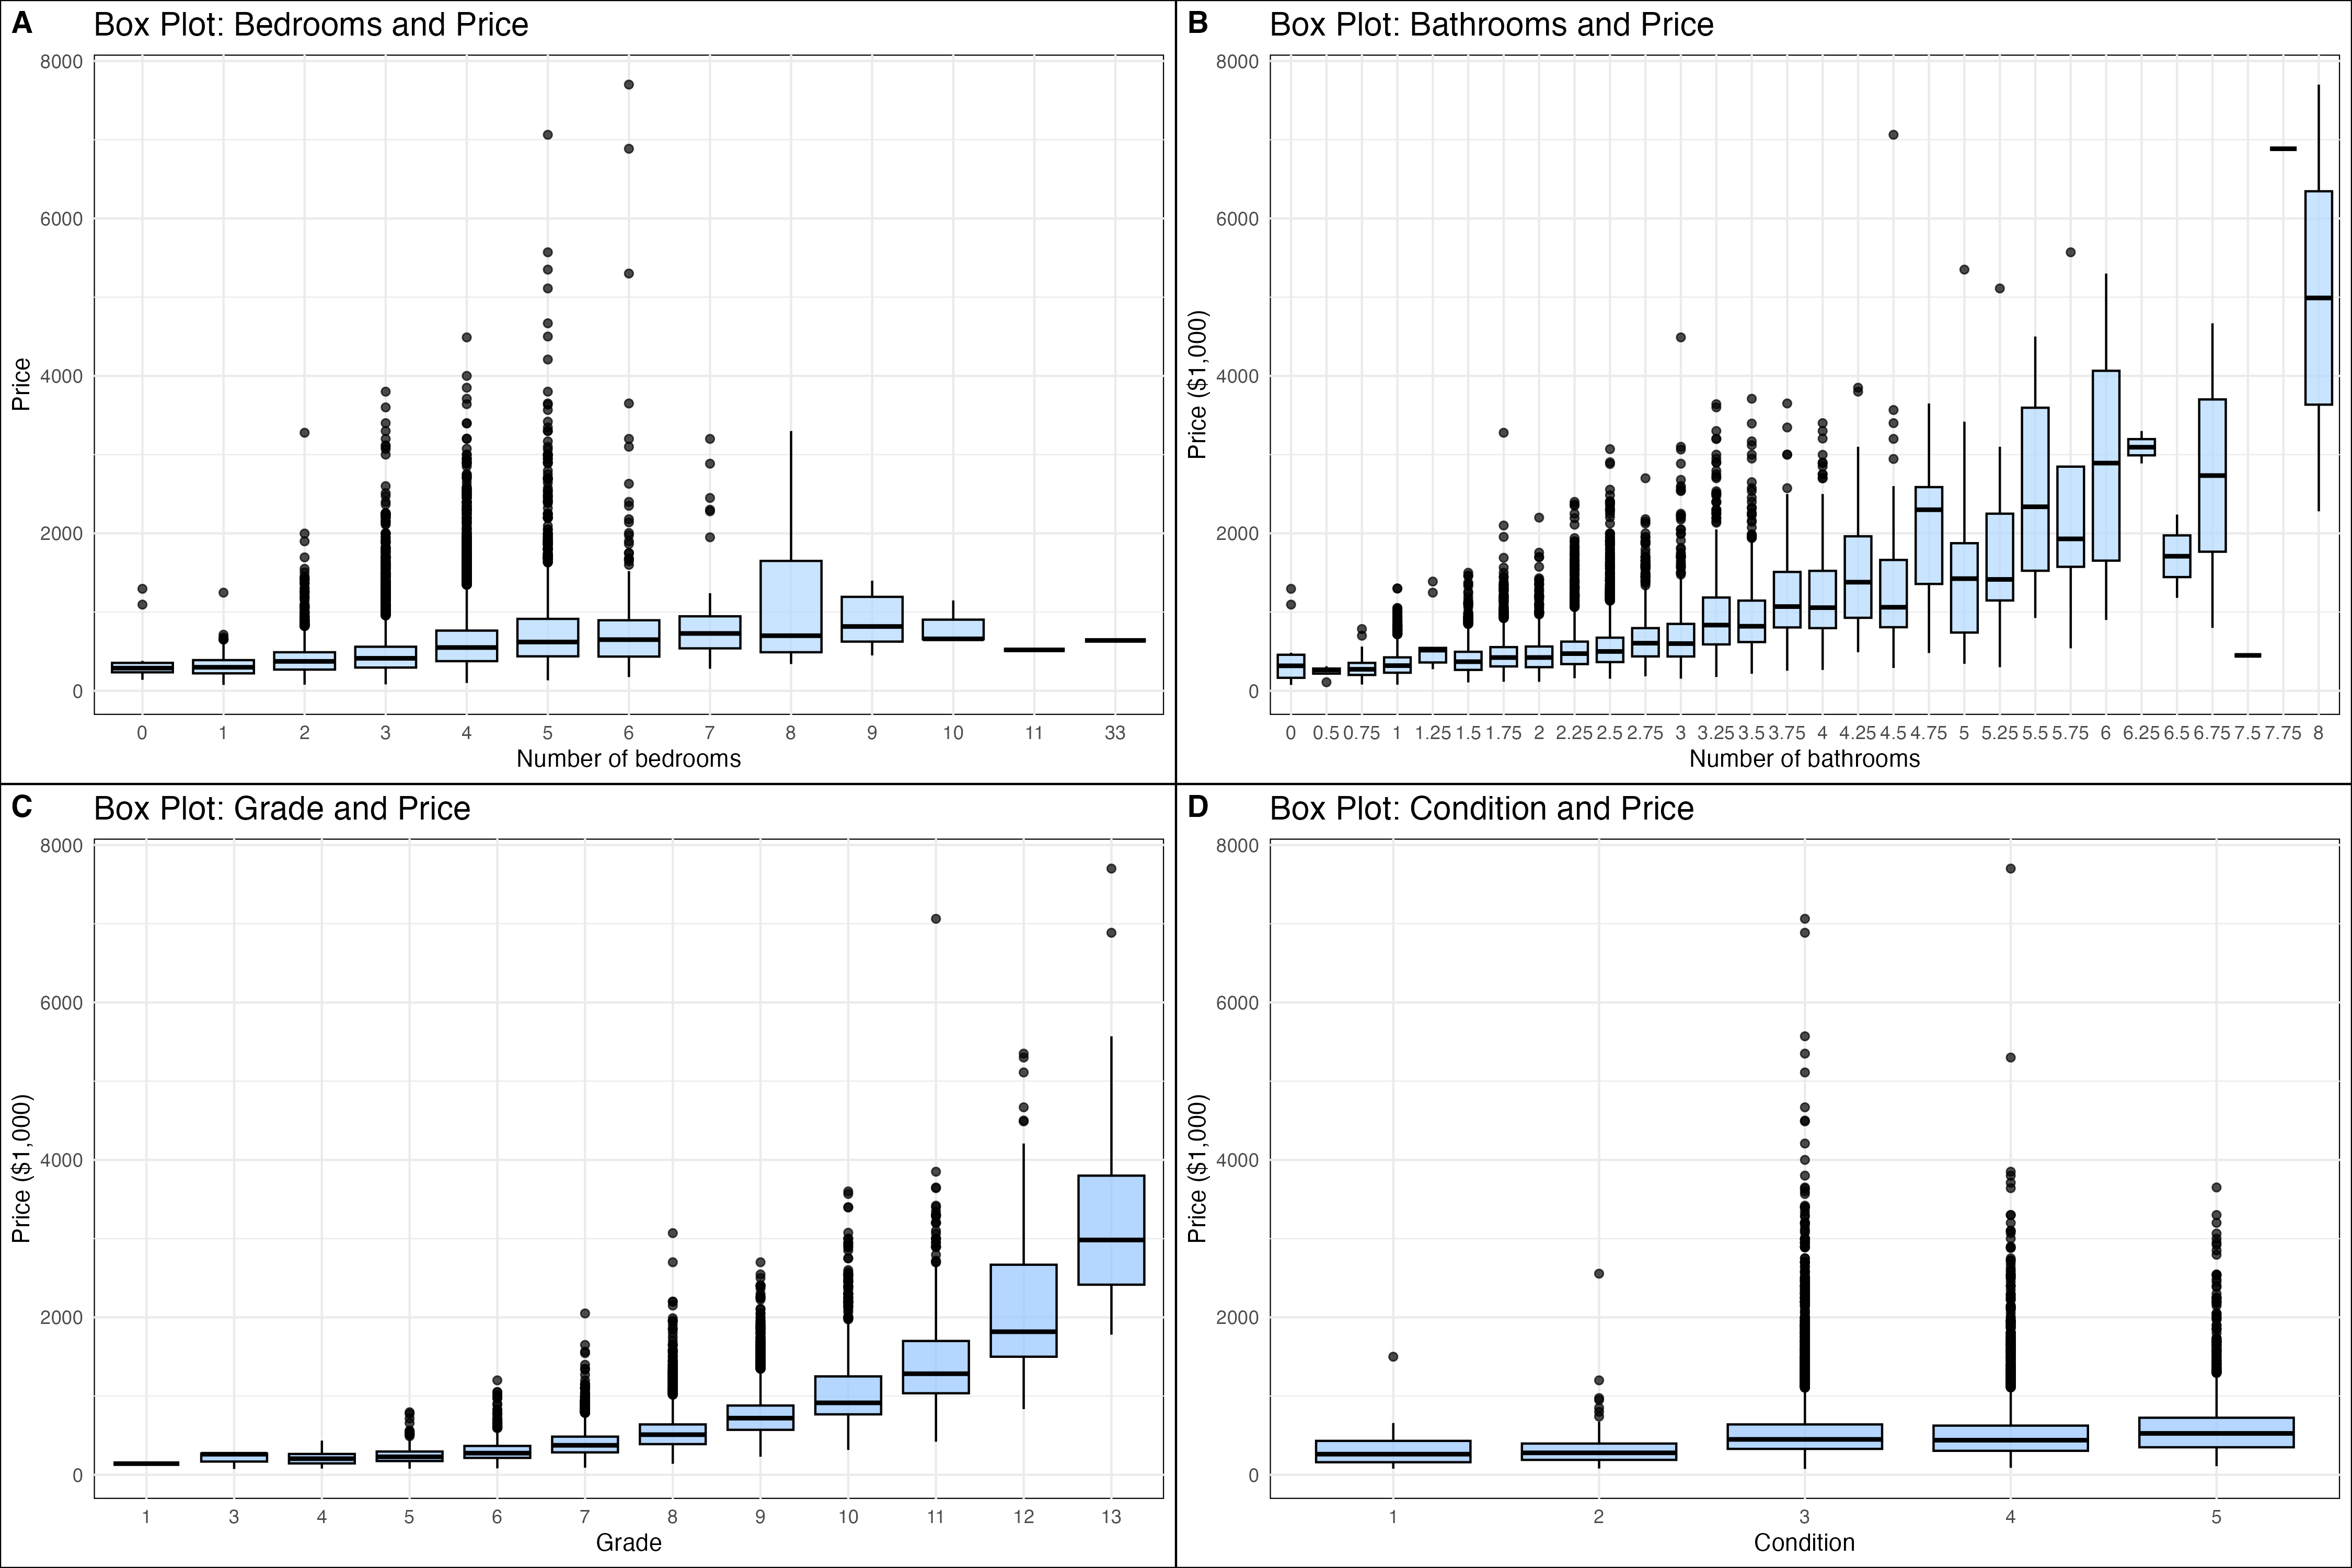 A Box Plot: Bedrooms and Price
8000
6000
4000
2000
0
Price
0 1 2 3 4 5 6 7 8 9 10 11 33
Number of bedrooms
B Box Plot: Bathrooms and Price
8000
6000
4000
2000
0
Price ($1,000)
0 0.5 0.75 1 1.25 1.5 1.75 2 2.25 2.5 2.75 3 3.25 3.5 3.75 4 4.25 4.5 4.75 5 5.25 5.5 5.75 6 6.25 6.5 6.75 7.5 7.75 8
Number of bathrooms
C Box Plot: Grade and Price
8000
6000
4000
2000
0
Price ($1,000)
1 3 4 5 6 7 8 9 10 11 12 13
Grade
D Box Plot: Condition and Price
8000
6000
4000
2000
0
Price ($1,000)
1 2 3 4 5
Condition